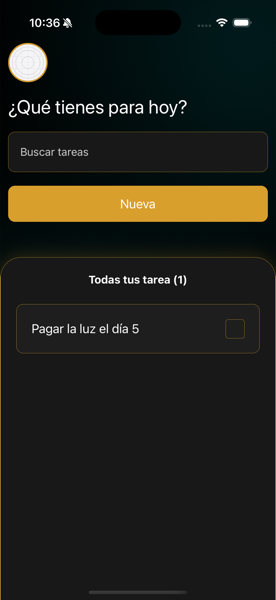 10:36
¿Qué tienes para hoy?
Buscar tareas
Nueva
Todas tus tarea (1)
Pagar la luz el día 5